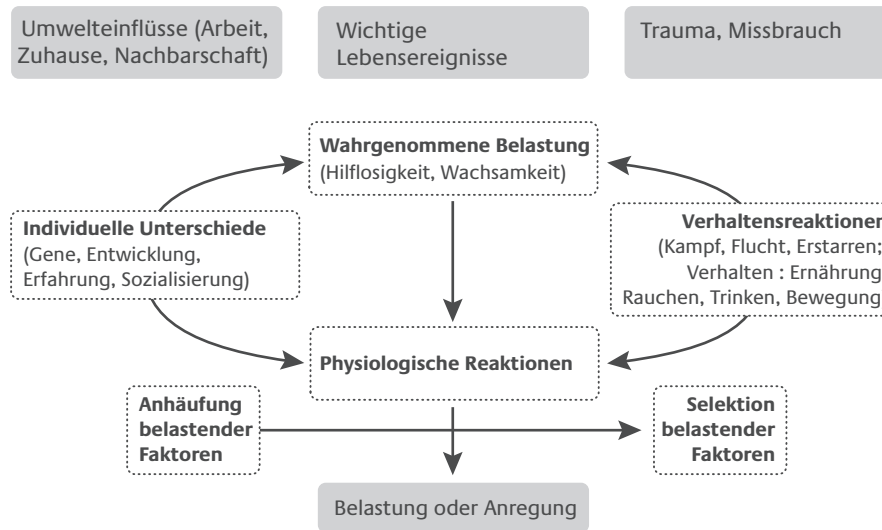 Umwelteinflüsse (Arbeit,
Zuhause, Nachbarschaft)
Wichtige
Lebensereignisse
Trauma, Missbrauch
Wahrgenommene Belastung
(Hilflosigkeit, Wachsamkeit)
Individuelle Unterschiede
(Gene, Entwicklung,
Erfahrung, Sozialisierung)
Verhaltensreaktionen
(Kampf, Flucht, Erstarren;
Verhalten : Ernährung
Rauchen, Trinken, Bewegung
Physiologische Reaktionen
Anhäufung
belastender
Faktoren
Selektion
belastender
Faktoren
Belastung oder Anregung